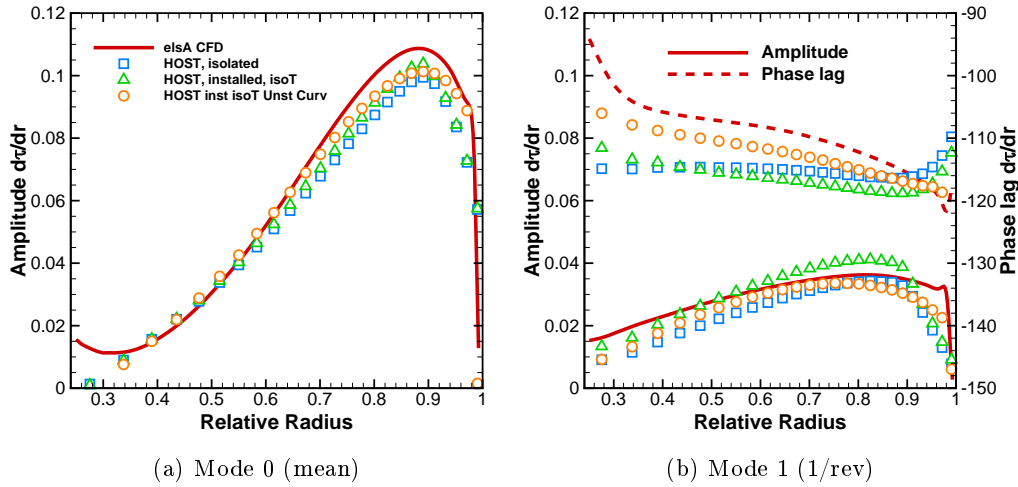 0.12
0.1
0.08
0.06
0.04
0.02
0
Amplitude dτ/dr
elsA CFD
HOST, isolated
HOST, installed, isoT
HOST inst isoT Unst Curv
0.3 0.4 0.5 0.6 0.7 0.8 0.9 1
Relative Radius
(a) Mode 0 (mean)
0.12
0.1
0.08
0.06
0.04
0.02
0
Amplitude dτ/dr
Amplitude
Phase lag
-90
-100
-110
-120
-130
-140
-150
Phase lag dτ/dr
0.3 0.4 0.5 0.6 0.7 0.8 0.9 1
Relative Radius
(b) Mode 1 (1/rev)